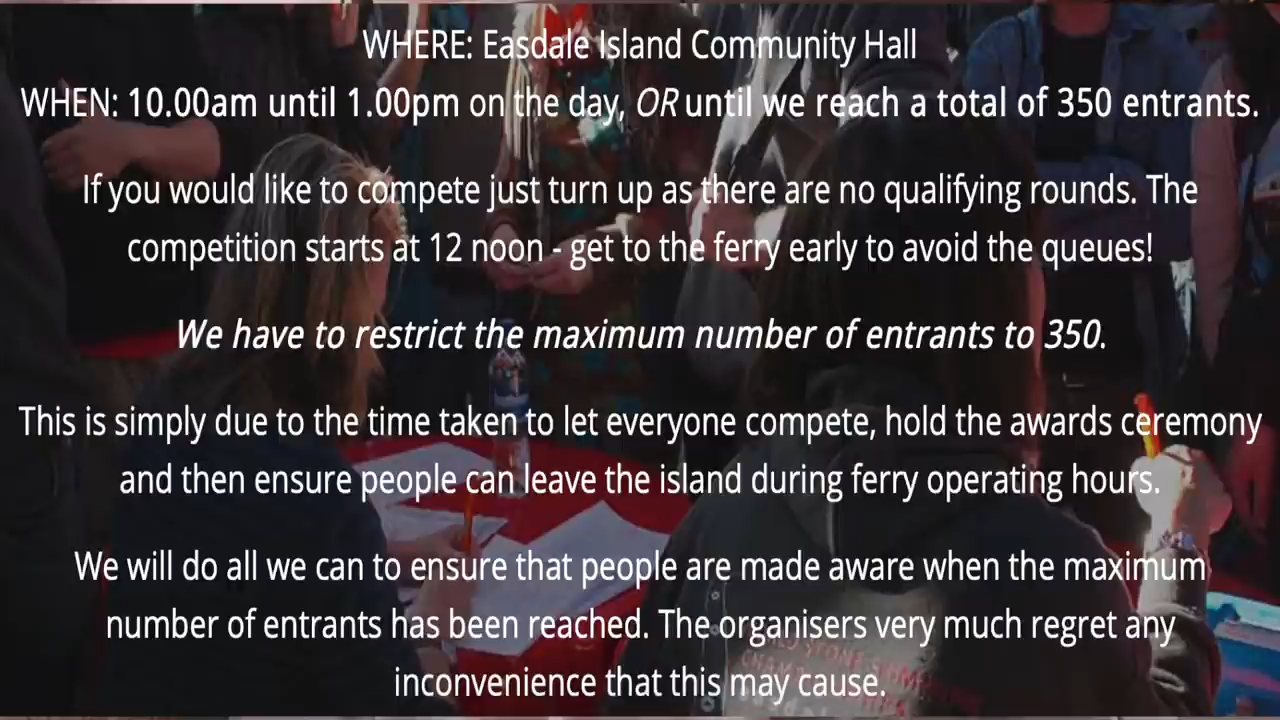 WHERE: Easdale Island Community Hall
WHEN: 10.00am until 1.00pm on the day, OR until we reach a total of 350 entrants.
If you would like to compete just turn up as there are no qualifying rounds. The
competition starts at 12 noon - get to the ferry early to avoid the queues!
We have to restrict the maximum number of entrants to 350.
This is simply due to the time taken to let everyone compete, hold the awards ceremony
and then ensure people can leave the island during ferry operating hours.
We will do all we can to ensure that people are made aware when the maximum
number of entrants has been reached. The organisers very much regret any
inconvenience that this may cause.